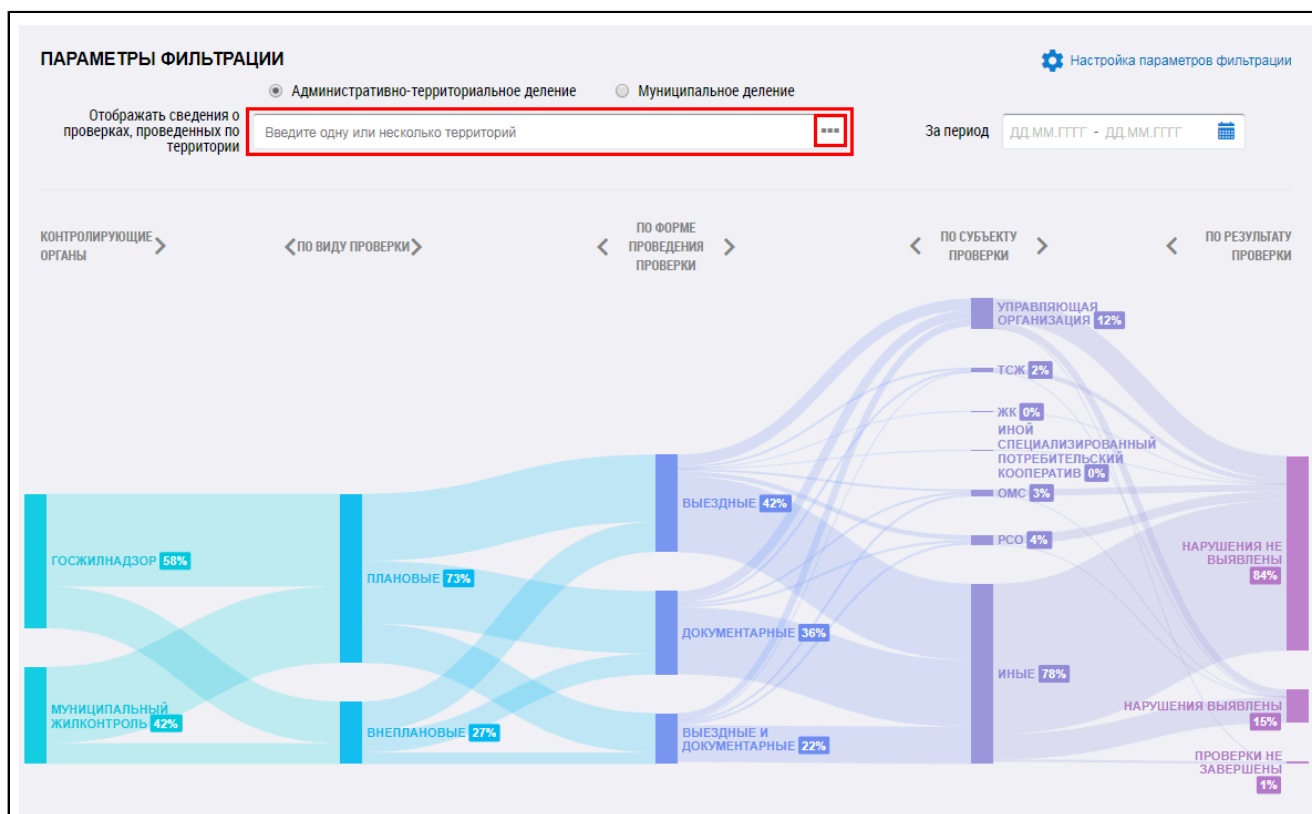 ПАРАМЕТРЫ ФИЛЬТРАЦИИ
Настройка параметров фильтрации
Административно-территориальное деление
Муниципальное деление
Отображать сведения о
проверках, проведенных по
территории
Введите одну или несколько территорий
За период
ДД.ММ.ГГГГ - ДД.ММ.ГГГГ
КОНТРОЛИРУЮЩИЕ
ОРГАНЫ
ПО ВИДУ ПРОВЕРКИ
ПО ФОРМЕ
ПРОВЕДЕНИЯ
ПРОВЕРКИ
ПО СУБЪЕКТУ
ПРОВЕРКИ
ПО РЕЗУЛЬТАТУ
ПРОВЕРКИ
ГОСЖИЛНАДЗОР 58%
МУНИЦИПАЛЬНЫЙ
ЖИЛКОНТРОЛЬ 42%
ПЛАНОВЫЕ 73%
ВНЕПЛАНОВЫЕ 27%
ВЫЕЗДНЫЕ 42%
ДОКУМЕНТАРНЫЕ 36%
ВЫЕЗДНЫЕ И
ДОКУМЕНТАРНЫЕ 22%
УПРАВЛЯЮЩАЯ
ОРГАНИЗАЦИЯ 12%
ТСЖ 2%
ЖК 0%
ИНОЙ
СПЕЦИАЛИЗИРОВАННЫЙ
ПОТРЕБИТЕЛЬСКИЙ
КООПЕРАТИВ 0%
ОМС 3%
РСО 4%
ИНЫЕ 78%
НАРУШЕНИЯ НЕ
ВЫЯВЛЕНЫ
84%
НАРУШЕНИЯ ВЫЯВЛЕНЫ
15%
ПРОВЕРКИ НЕ
ЗАВЕРШЕНЫ
1%